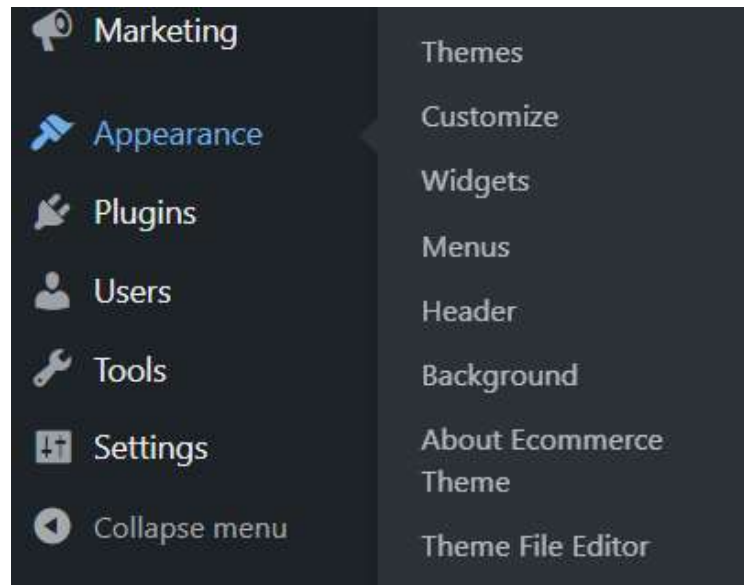 Marketing
Appearance
Plugins
Users
Tools
Settings
Collapse menu
Themes
Customize
Widgets
Menus
Header
Background
About Ecommerce
Theme
Theme File Editor